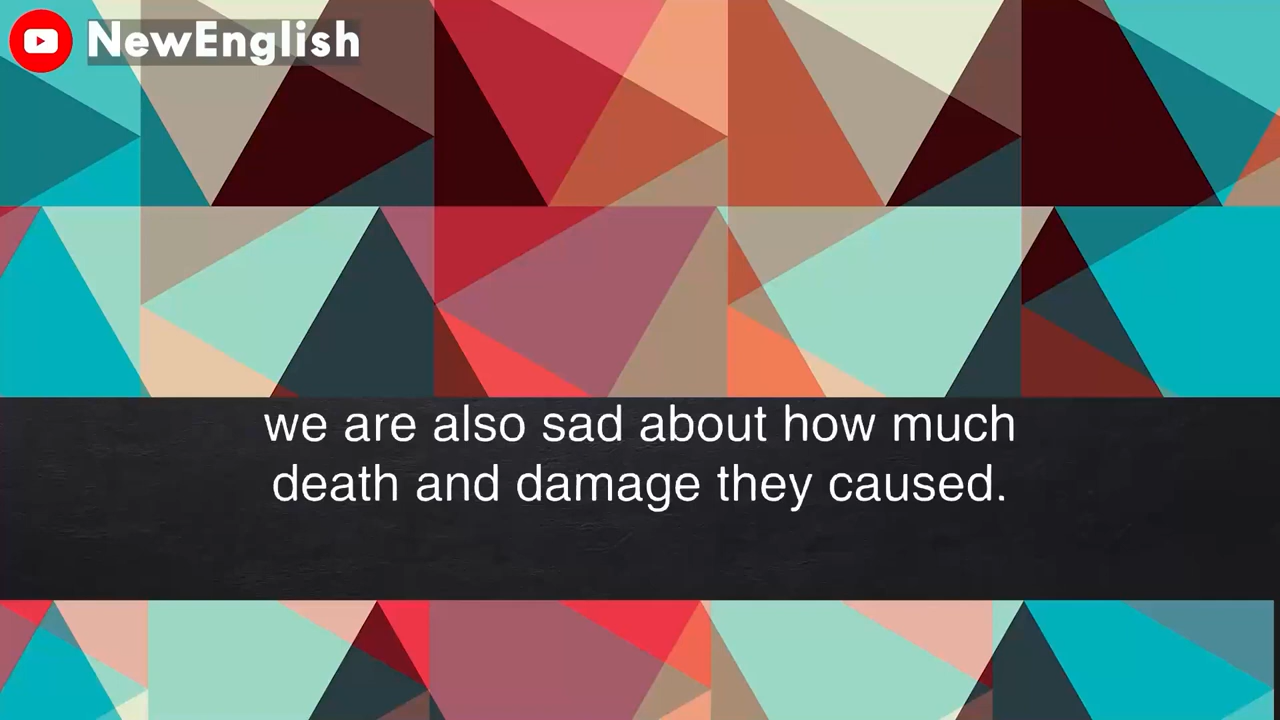 NewEnglish
we are also sad about how much
death and damage they caused.